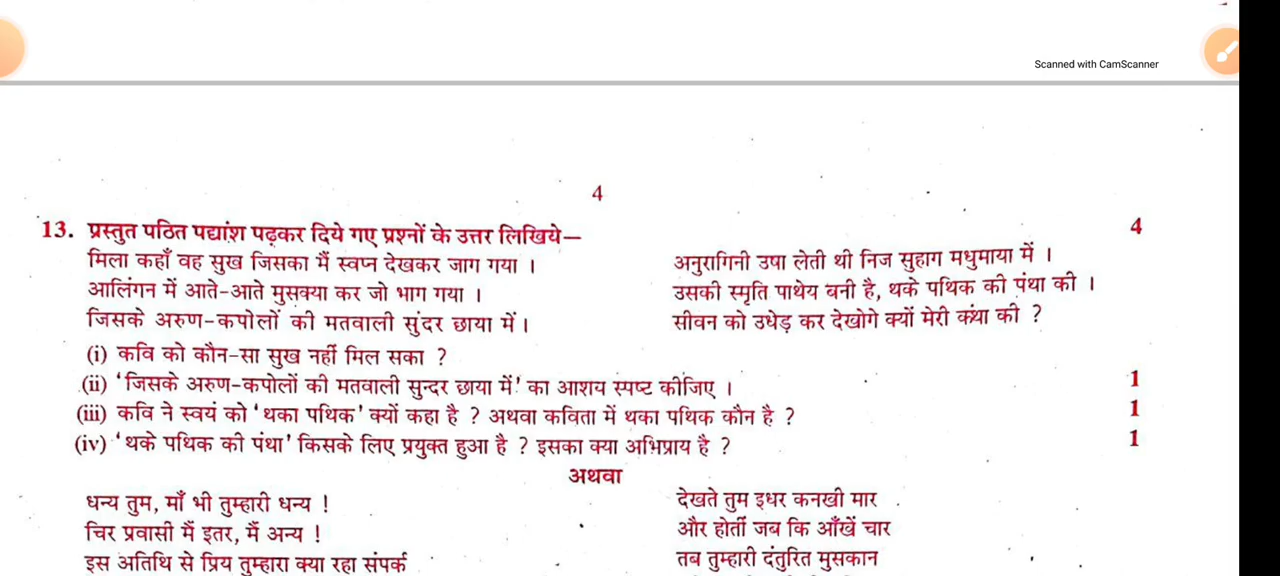 Scanned with CamScanner
4
13. प्रस्तुत पठित पद्यांश पढ़कर दिये गए प्रश्नों के उत्तर लिखिये– 4
मिला कहाँ वह सुख जिसका मैं स्वप्न देखकर जाग गया ।
आलिंगन में आते-आते मुसक्या कर जो भाग गया ।
जिसके अरुण-कपोलों की मतवाली सुंदर छाया में।
अनुरागिनी उषा लेती थी निज सुहाग मधुमाया में ।
उसकी स्मृति पाथेय बनी है, थके पथिक की पंथा की ।
सीवन को उधेड़ कर देखोगे क्यों मेरी कंथा की ?
(i) कवि को कौन-सा सुख नहीं मिल सका ?
(ii) 'जिसके अरुण-कपोलों की मतवाली सुन्दर छाया में' का आशय स्पष्ट कीजिए । 1
(iii) कवि ने स्वयं को 'थका पथिक' क्यों कहा है ? अथवा कविता में थका पथिक कौन है ? 1
(iv) 'थके पथिक की पंथा' किसके लिए प्रयुक्त हुआ है ? इसका क्या अभिप्राय है ? 1
अथवा
धन्य तुम, माँ भी तुम्हारी धन्य !
चिर प्रवासी मैं इतर, मैं अन्य !
इस अतिथि से प्रिय तुम्हारा क्या रहा संपर्क
देखते तुम इधर कनखी मार
और होतीं जब कि आँखें चार
तब तुम्हारी दंतुरित मुसकान